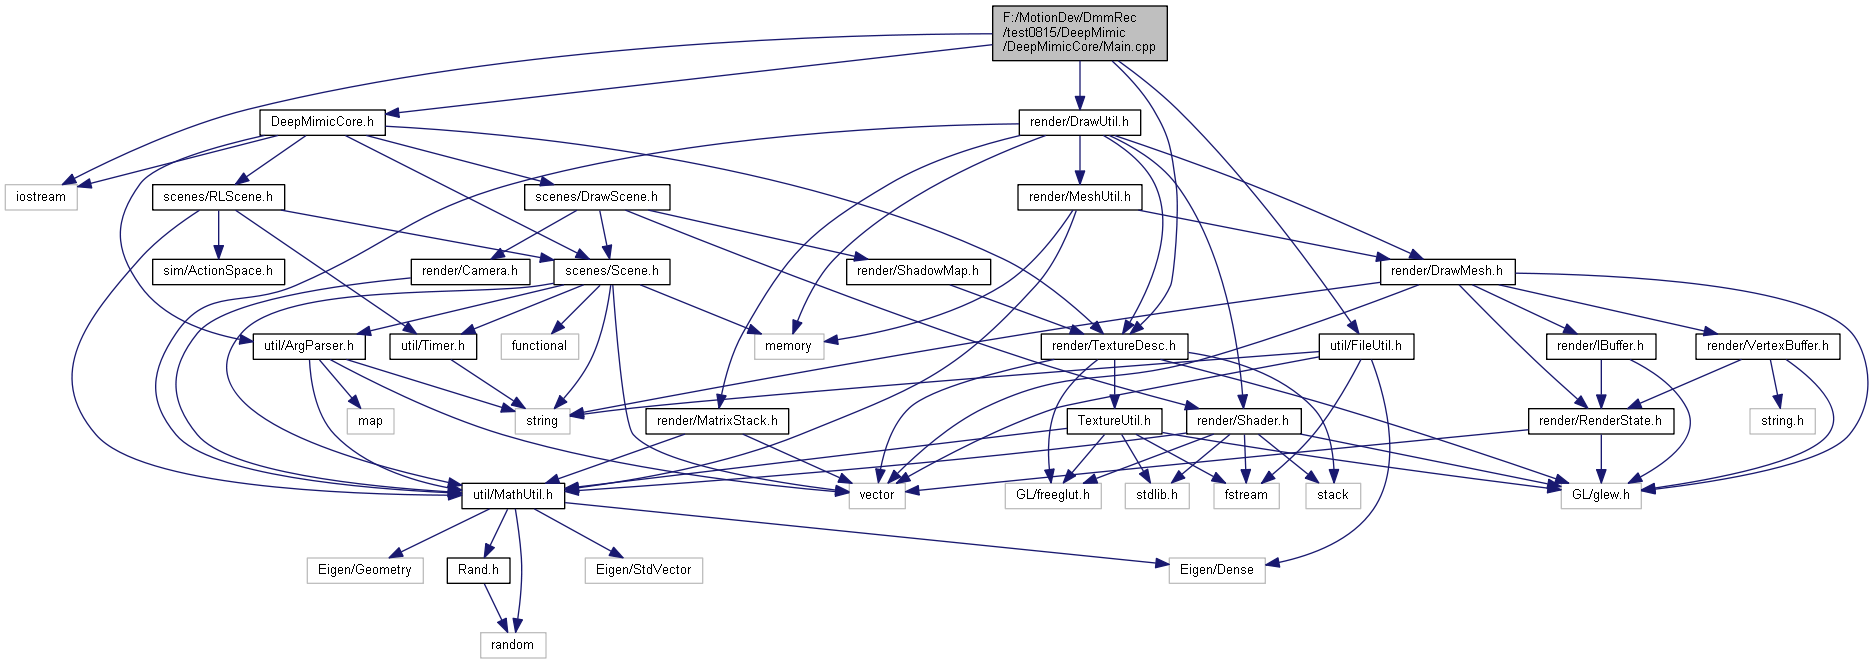 F:/MotionDev/DmmRec
/test0815/DeepMimic
/DeepMimicCore/Main.cpp
DeepMimicCore.h
render/DrawUtil.h
iostream
scenes/RLScene.h
scenes/DrawScene.h
render/MeshUtil.h
sim/ActionSpace.h
render/Camera.h
scenes/Scene.h
render/ShadowMap.h
render/DrawMesh.h
util/ArgParser.h
util/Timer.h
functional
memory
render/TextureDesc.h
util/FileUtil.h
render/IBuffer.h
render/VertexBuffer.h
map
string
render/MatrixStack.h
TextureUtil.h
render/Shader.h
render/RenderState.h
string.h
util/MathUtil.h
vector
GL/freeglut.h
stdlib.h
fstream
stack
GL/glew.h
Eigen/Geometry
Rand.h
Eigen/StdVector
Eigen/Dense
random